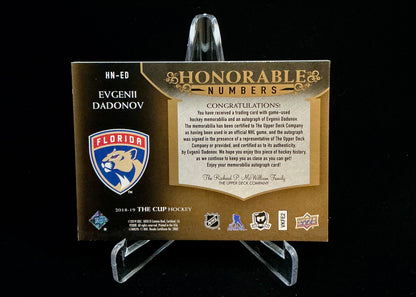 HN-ED
EVGENII
DADONOV
FLORIDA
2018-19 THE CUP HOCKEY
HONORABLE
NUMBERS
CONGRATULATIONS!
You have received a trading card with game-used
hockey memorabilia and an autograph of Evgenii Dadonov.
The memorabilia has been certified to The Upper Deck Company
as having been used in an official NHL game, and the autograph
was signed in the presence of a representative of Upper Deck
Company or provided, and certified as to its authenticity,
by Evgenii Dadonov. We hope you enjoy this piece of hockey history,
as we continue to keep you as close as you can get!
Enjoy your memorabilia autograph card!
The Richard P. McWilliam Family
THE UPPER DECK COMPANY
NHL
THE CUP
VKFE2
UPPER DECK